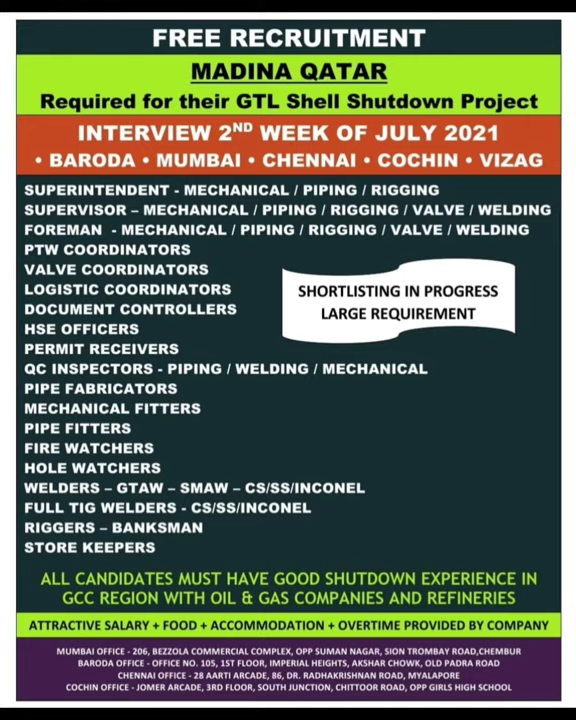 FREE RECRUITMENT
MADINA QATAR
Required for their GTL Shell Shutdown Project
INTERVIEW 2ND WEEK OF JULY 2021
• BARODA • MUMBAI • CHENNAI • COCHIN • VIZAG
SUPERINTENDENT - MECHANICAL / PIPING / RIGGING
SUPERVISOR – MECHANICAL / PIPING / RIGGING / VALVE / WELDING
FOREMAN - MECHANICAL / PIPING / RIGGING / VALVE / WELDING
PTW COORDINATORS
VALVE COORDINATORS
LOGISTIC COORDINATORS
DOCUMENT CONTROLLERS
HSE OFFICERS
PERMIT RECEIVERS
SHORTLISTING IN PROGRESS
LARGE REQUIREMENT
QC INSPECTORS - PIPING / WELDING / MECHANICAL
PIPE FABRICATORS
MECHANICAL FITTERS
PIPE FITTERS
FIRE WATCHERS
HOLE WATCHERS
WELDERS – GTAW – SMAW – CS/SS/INCONEL
FULL TIG WELDERS - CS/SS/INCONEL
RIGGERS – BANKSMAN
STORE KEEPERS
ALL CANDIDATES MUST HAVE GOOD SHUTDOWN EXPERIENCE IN
GCC REGION WITH OIL & GAS COMPANIES AND REFINERIES
ATTRACTIVE SALARY + FOOD + ACCOMMODATION + OVERTIME PROVIDED BY COMPANY
MUMBAI OFFICE - 206, BEZZOLA COMMERCIAL COMPLEX, OPP SUMAN NAGAR, SION TROMBAY ROAD,CHEMBUR
BARODA OFFICE - OFFICE NO. 105, 1ST FLOOR, IMPERIAL HEIGHTS, AKSHAR CHOWK, OLD PADRA ROAD
CHENNAI OFFICE - 28 AARTI ARCADE, 86, DR. RADHAKRISHNAN ROAD, MYALAPORE
COCHIN OFFICE - JOMER ARCADE, 3RD FLOOR, SOUTH JUNCTION, CHITTOOR ROAD, OPP GIRLS HIGH SCHOOL